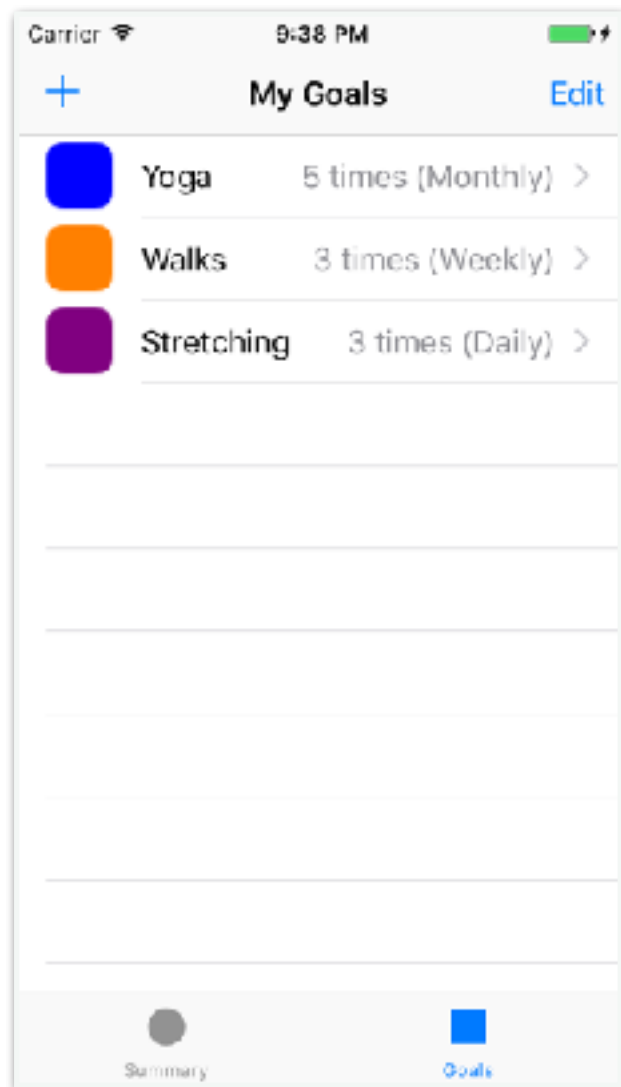 Carrier 9:38 PM
+ My Goals Edit
Yoga 5 times (Monthly) >
Walks 3 times (Weekly) >
Stretching 3 times (Daily) >
Summary Goals